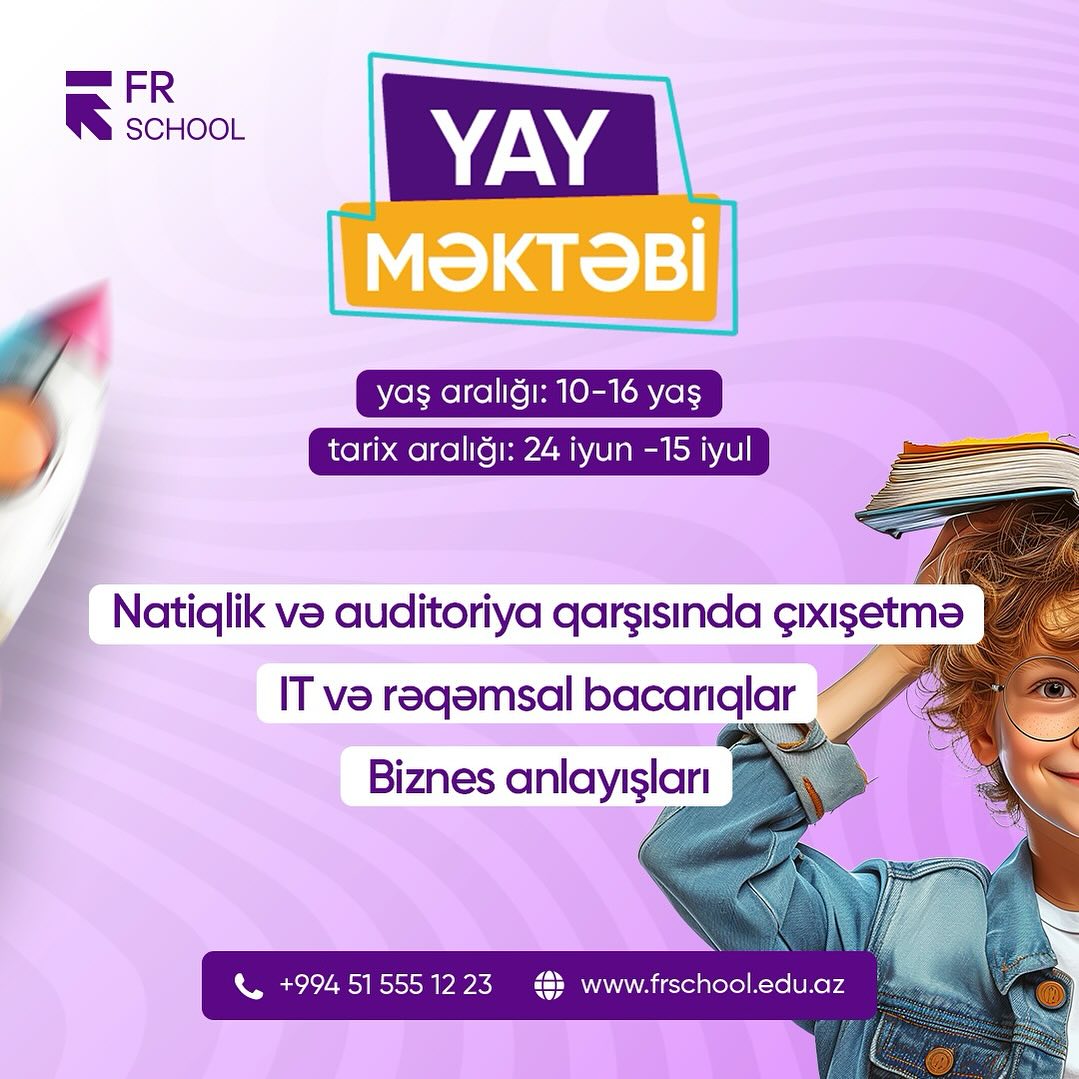 FR
SCHOOL
YAY
MƏKTƏBİ
yaş aralığı: 10-16 yaş
tarix aralığı: 24 iyun -15 iyul
Natiqlik və auditoriya qarşısında çıxışetmə
IT və rəqəmsal bacarıqlar
Biznes anlayışları
+994 51 555 12 23 www.frschool.edu.az